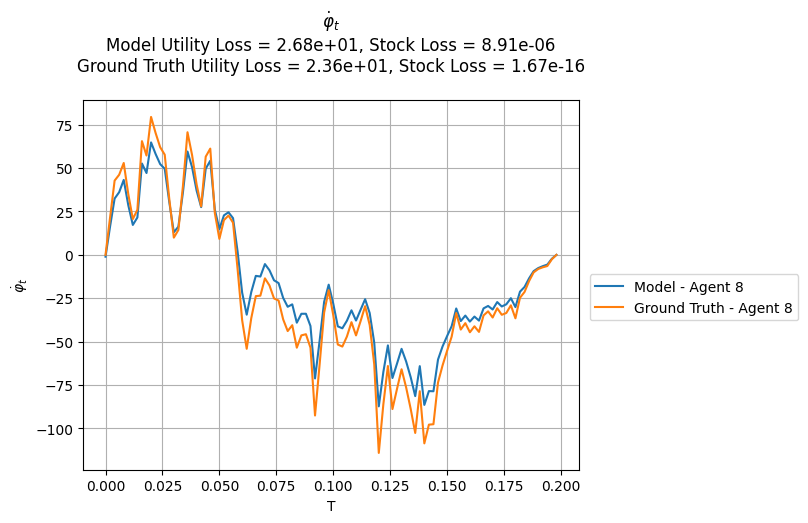 φ̇ₜ
Model Utility Loss = 2.68e+01, Stock Loss = 8.91e-06
Ground Truth Utility Loss = 2.36e+01, Stock Loss = 1.67e-16
75
50
25
0
−25
−50
−75
−100
φ̇ₜ
0.000 0.025 0.050 0.075 0.100 0.125 0.150 0.175 0.200
T
Model - Agent 8
Ground Truth - Agent 8